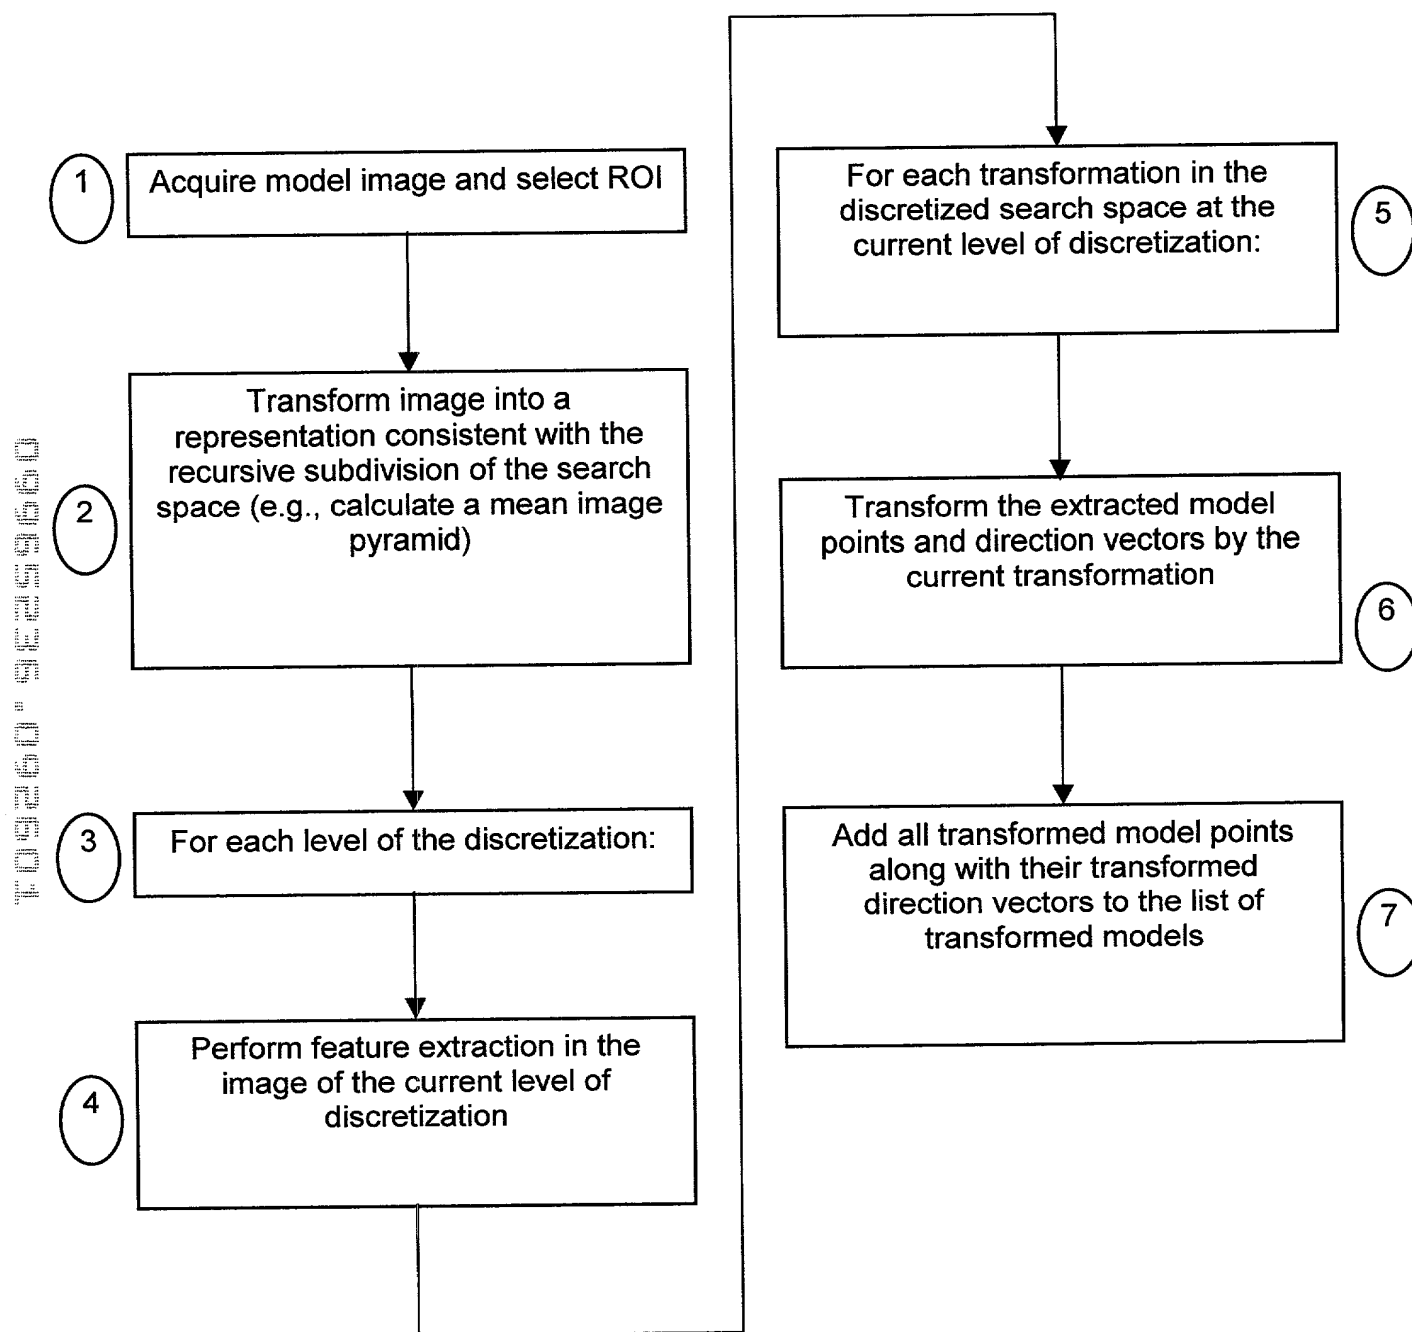 1
Acquire model image and select ROI
2
Transform image into a
representation consistent with the
recursive subdivision of the search
space (e.g., calculate a mean image
pyramid)
3
For each level of the discretization:
4
Perform feature extraction in the
image of the current level of
discretization
For each transformation in the
discretized search space at the
current level of discretization:
5
Transform the extracted model
points and direction vectors by the
current transformation
6
Add all transformed model points
along with their transformed
direction vectors to the list of
transformed models
7
09965236.092601